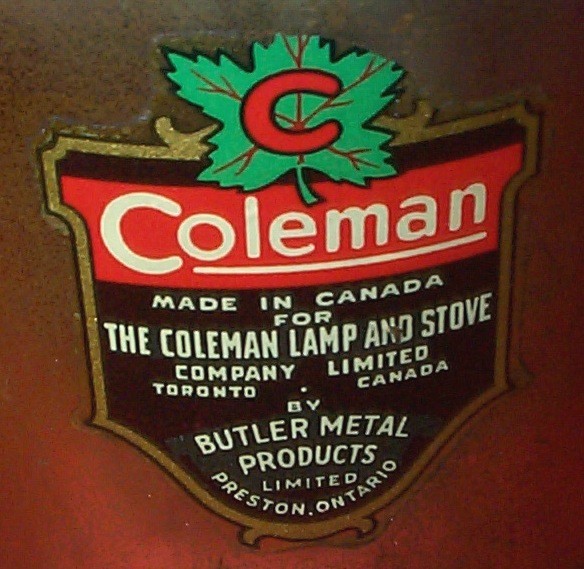 C
Coleman
MADE IN CANADA
FOR
THE COLEMAN LAMP AND STOVE
COMPANY LIMITED
TORONTO . CANADA
BY
BUTLER METAL
PRODUCTS
LIMITED
PRESTON, ONTARIO